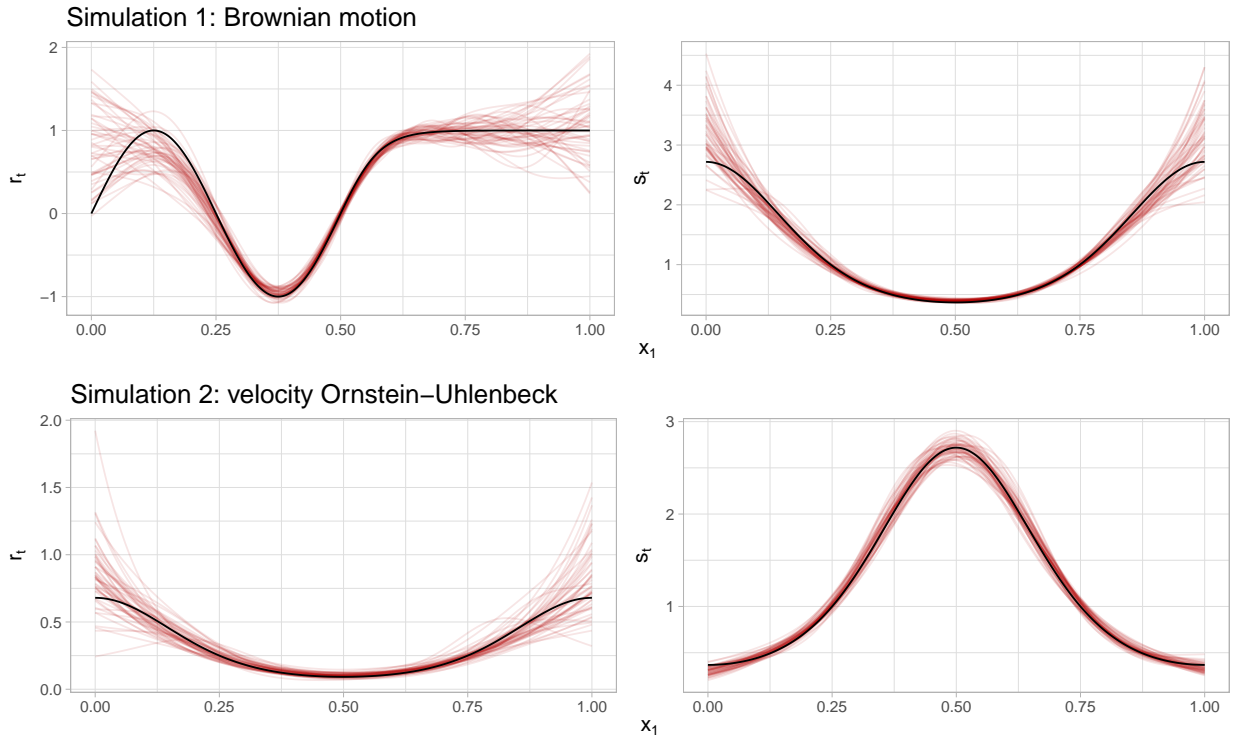 Simulation 1: Brownian motion
r_t
2
1
0
−1
0.00 0.25 0.50 0.75 1.00
s_t
4
3
2
1
0.00 0.25 0.50 0.75 1.00
x_1
Simulation 2: velocity Ornstein−Uhlenbeck
r_t
2.0
1.5
1.0
0.5
0.0
0.00 0.25 0.50 0.75 1.00
s_t
3
2
1
0.00 0.25 0.50 0.75 1.00
x_1